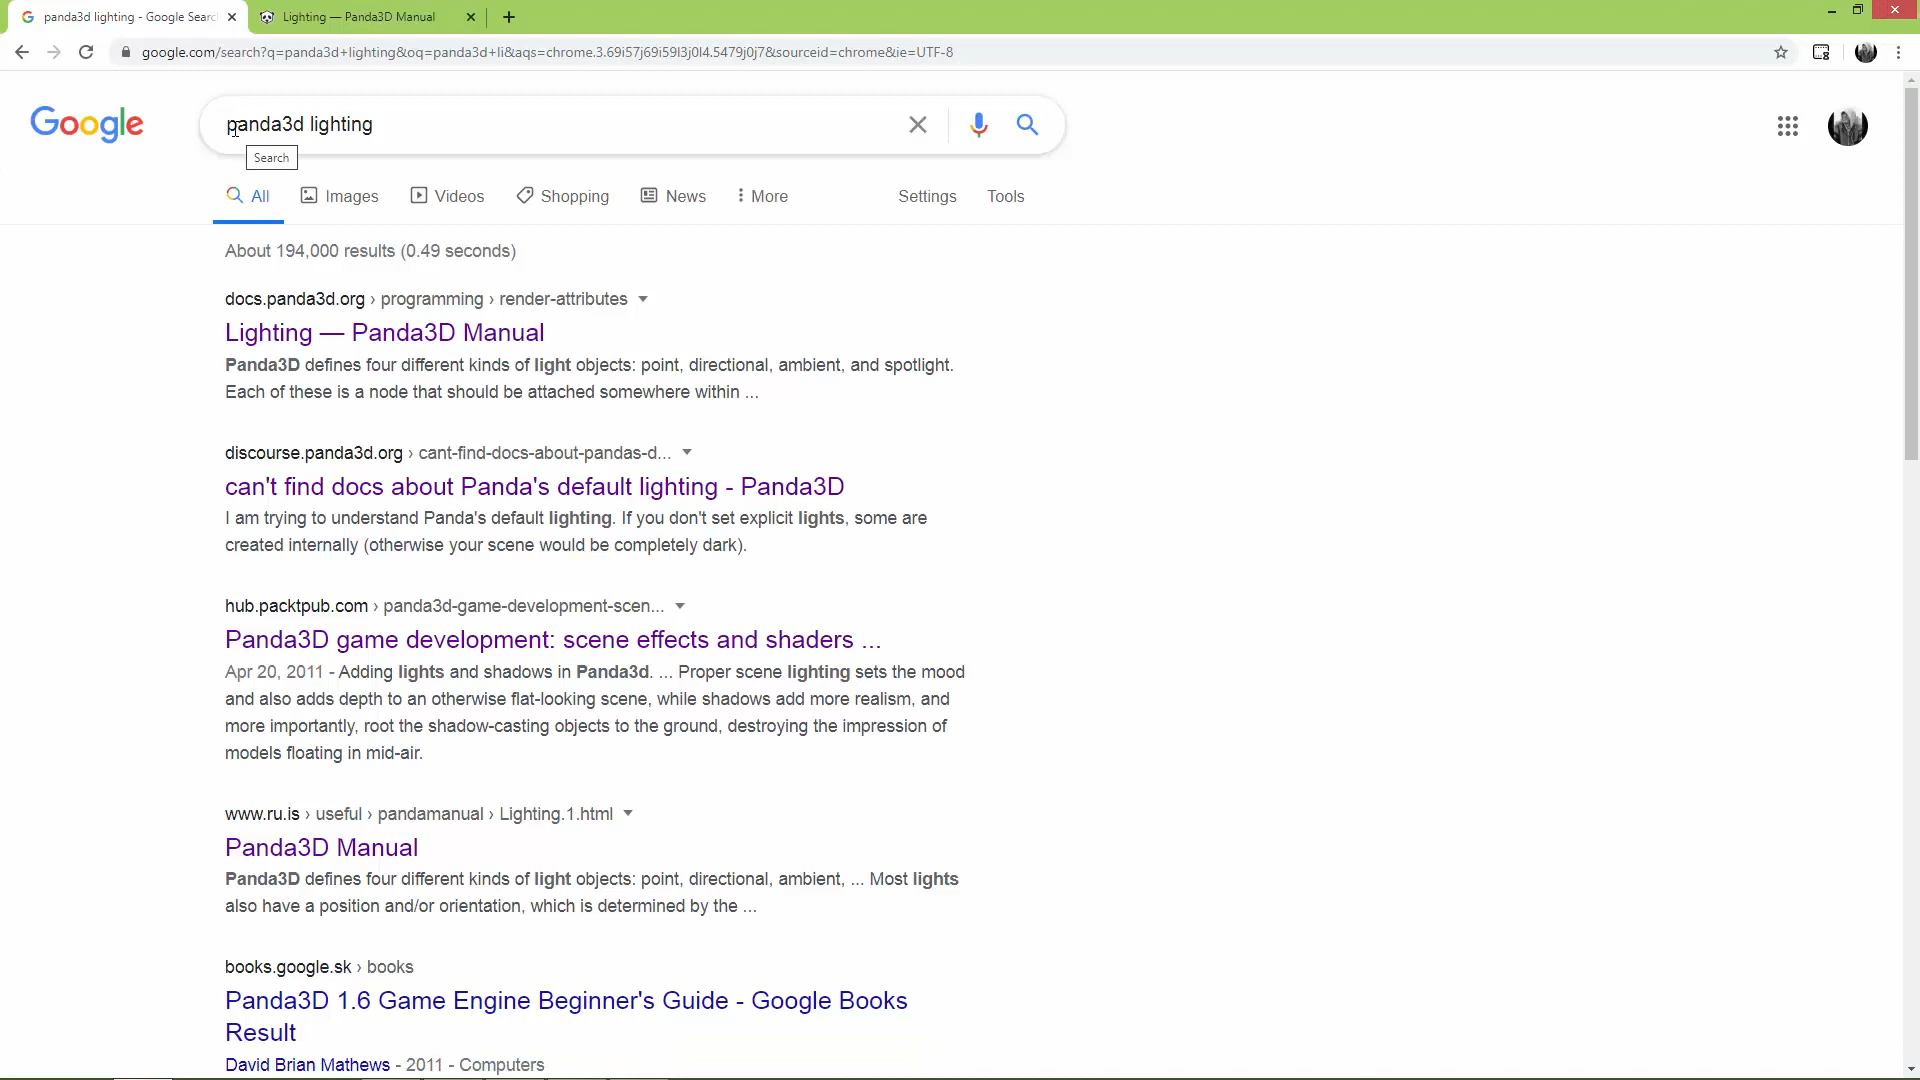 panda3d lighting - Google Searc
Lighting — Panda3D Manual
google.com/search?q=panda3d+lighting&oq=panda3d+li&aqs=chrome.3.69i57j69i59l3j0l4.5479j0j7&sourceid=chrome&ie=UTF-8
Google
panda3d lighting
Search
All Images Videos Shopping News More Settings Tools
About 194,000 results (0.49 seconds)
docs.panda3d.org › programming › render-attributes
Lighting — Panda3D Manual
Panda3D defines four different kinds of light objects: point, directional, ambient, and spotlight.
Each of these is a node that should be attached somewhere within ...
discourse.panda3d.org › cant-find-docs-about-pandas-d...
can't find docs about Panda's default lighting - Panda3D
I am trying to understand Panda's default lighting. If you don't set explicit lights, some are
created internally (otherwise your scene would be completely dark).
hub.packtpub.com › panda3d-game-development-scen...
Panda3D game development: scene effects and shaders ...
Apr 20, 2011 - Adding lights and shadows in Panda3d. ... Proper scene lighting sets the mood
and also adds depth to an otherwise flat-looking scene, while shadows add more realism, and
more importantly, root the shadow-casting objects to the ground, destroying the impression of
models floating in mid-air.
www.ru.is › useful › pandamanual › Lighting.1.html
Panda3D Manual
Panda3D defines four different kinds of light objects: point, directional, ambient, ... Most lights
also have a position and/or orientation, which is determined by the ...
books.google.sk › books
Panda3D 1.6 Game Engine Beginner's Guide - Google Books
Result
David Brian Mathews - 2011 - Computers